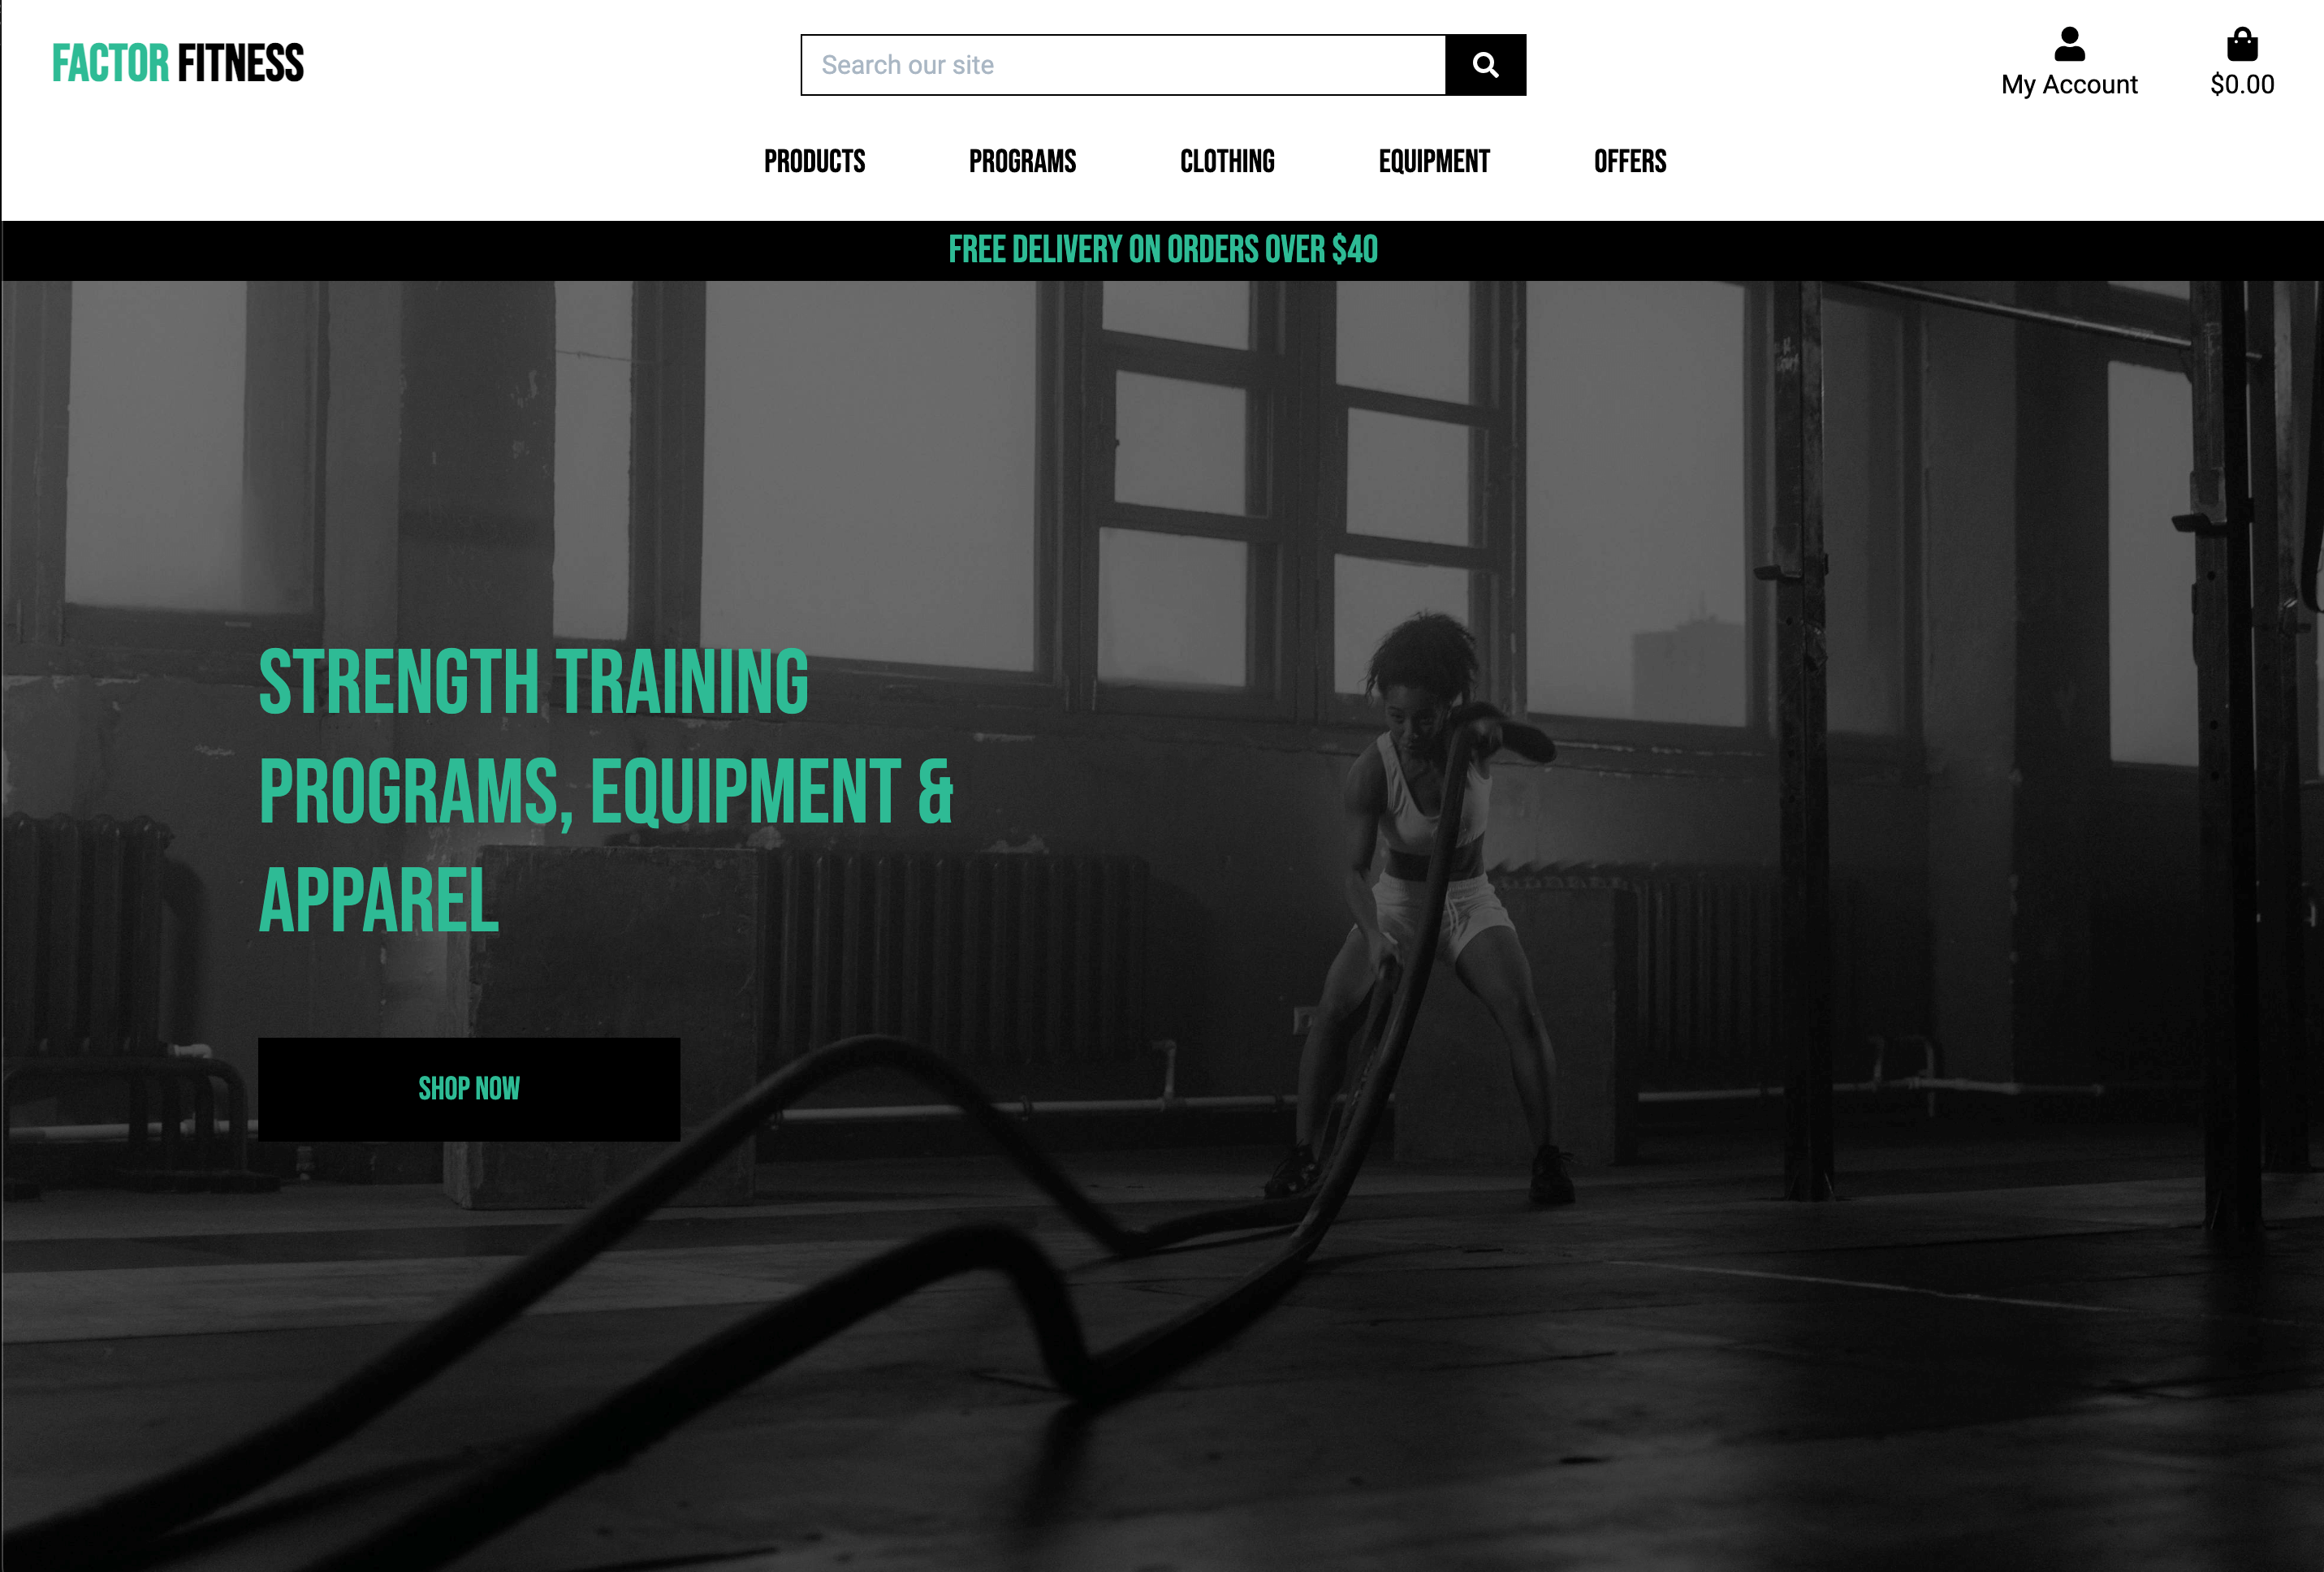 FACTOR FITNESS
Search our site
My Account
$0.00
PRODUCTS
PROGRAMS
CLOTHING
EQUIPMENT
OFFERS
FREE DELIVERY ON ORDERS OVER $40
STRENGTH TRAINING
PROGRAMS, EQUIPMENT &
APPAREL
SHOP NOW